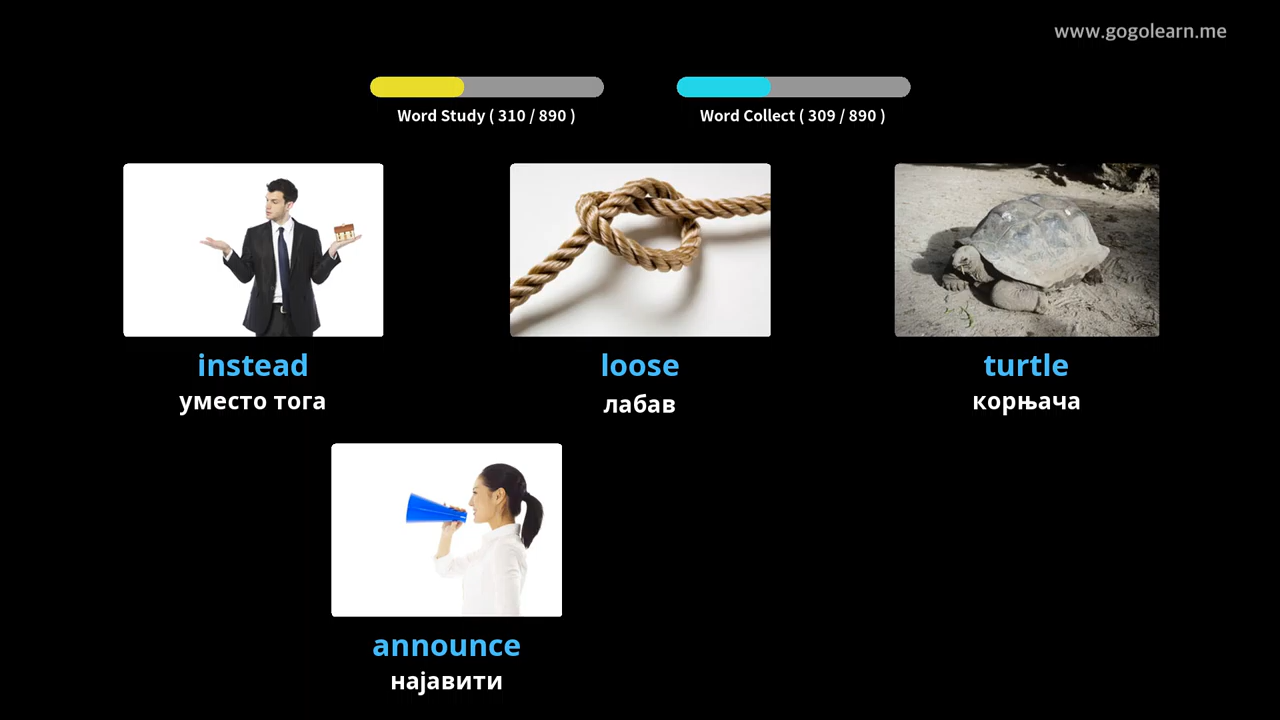 www.gogolearn.me
Word Study ( 310 / 890 )
Word Collect ( 309 / 890 )
instead
уместо тога
loose
лабав
turtle
корњача
announce
најавити